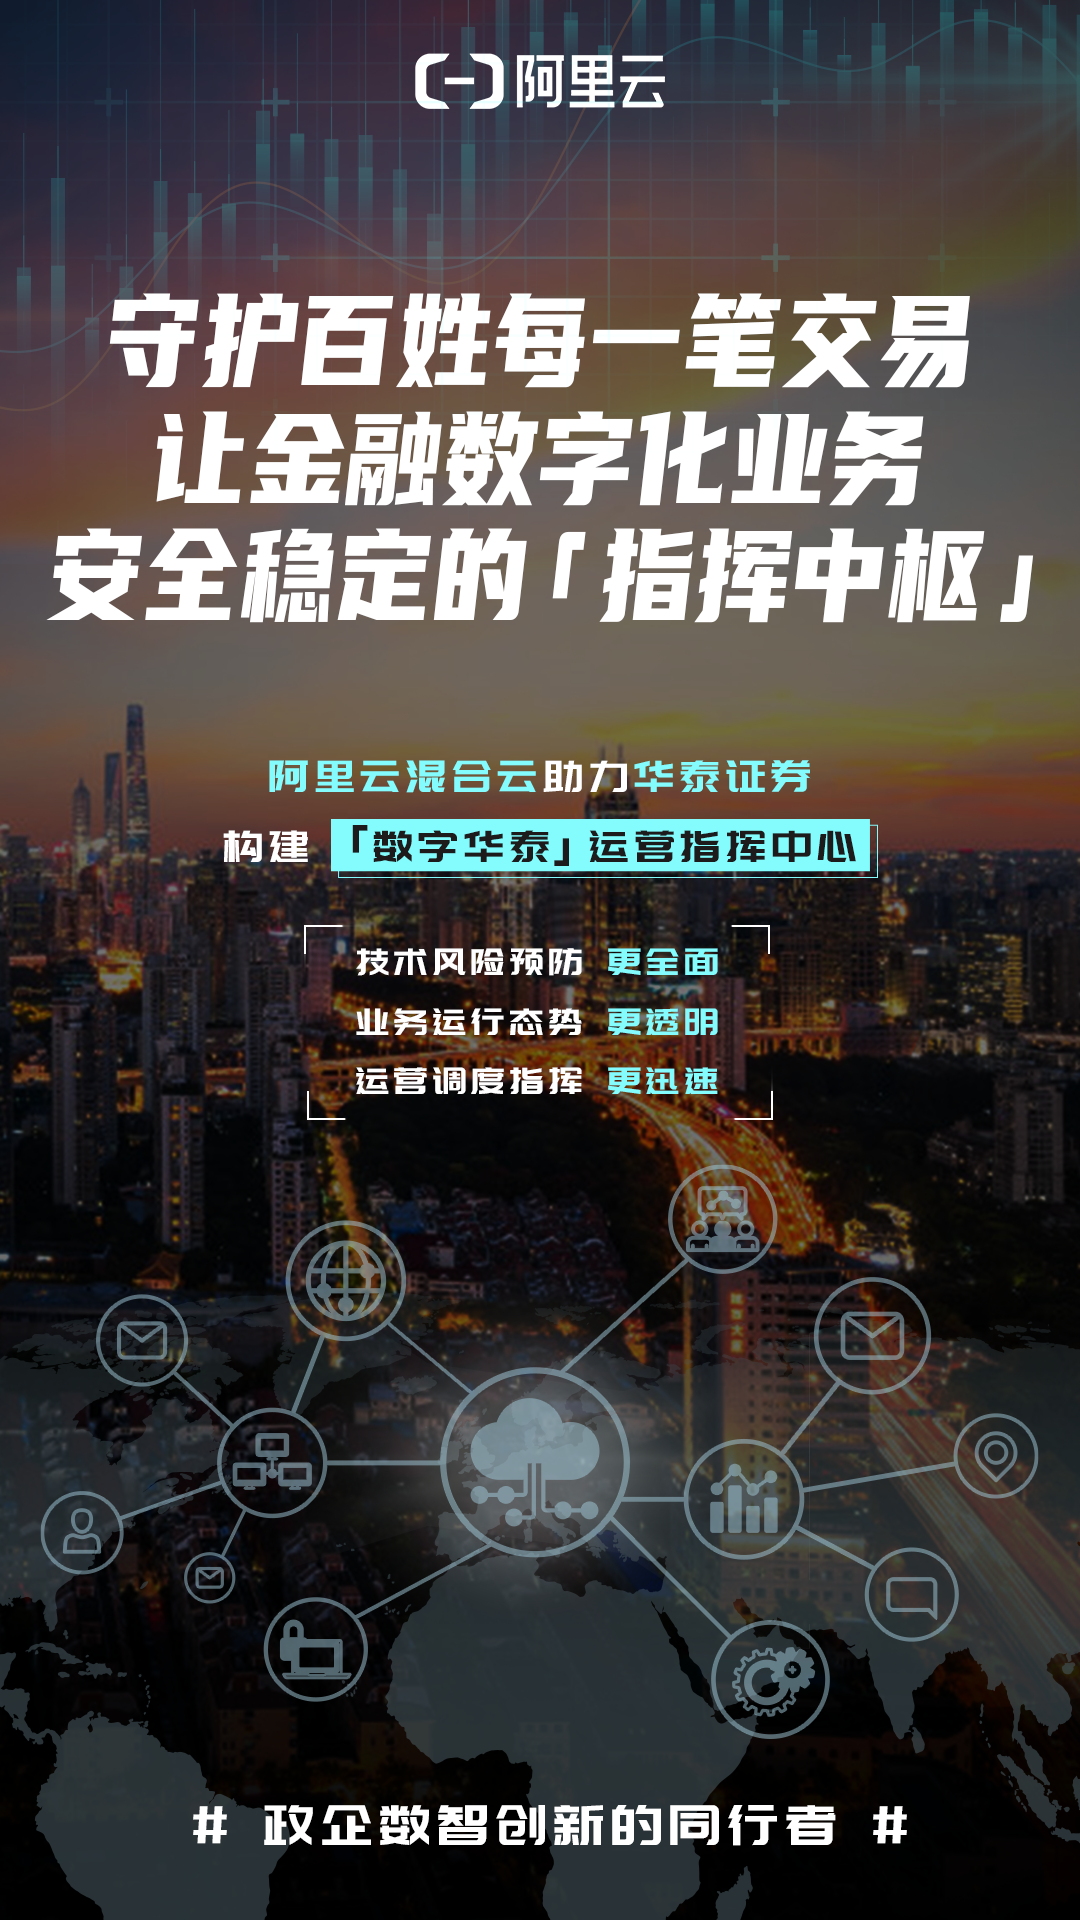 阿里云
守护百姓每一笔交易
让金融数字化业务
安全稳定的「指挥中枢」
阿里云混合云助力华泰证券
构建「数字华泰」运营指挥中心
技术风险预防 更全面
业务运行态势 更透明
运营调度指挥 更迅速
# 政企数智创新的同行者 #